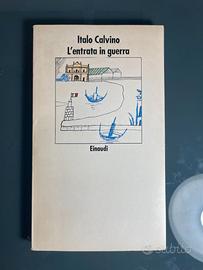 Italo Calvino
L'entrata in guerra
Einaudi
subito